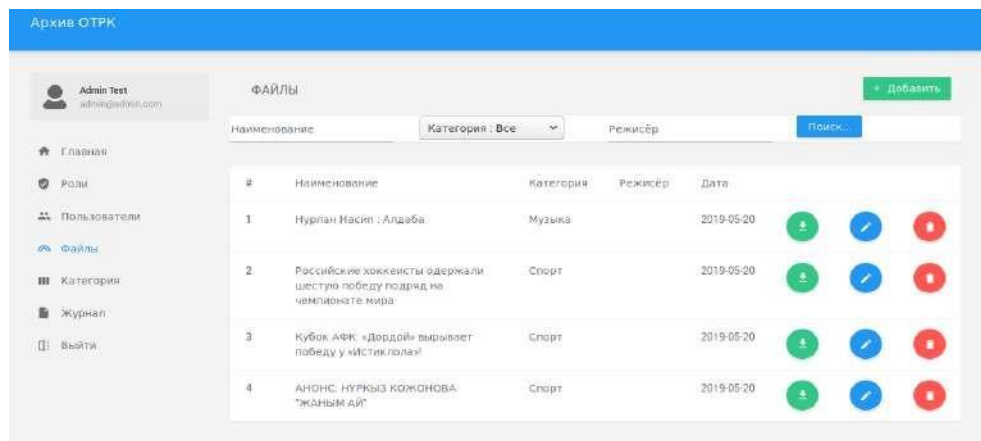 Архив ОТРК
Admin Test
admin@admin.com
Главная
Роли
Пользователи
Файлы
Категория
Журнал
Выйти
ФАЙЛЫ
+ Добавить
Наименование Категория : Все Режисёр Поиск...
# Наименование Категория Режисёр Дата
1 Нурлан Насип : Алдаба Музыка 2019-05-20
2 Российские хоккеисты одержали Спорт 2019-05-20
шестую победу подряд на
чемпионате мира
3 Кубок АФК: «Дордой» вырывает Спорт 2019-05-20
победу у «Истиклола»!
4 АНОНС: НУРКЫЗ КОЖОНОВА Спорт 2019-05-20
"ЖАНЫМ АЙ"